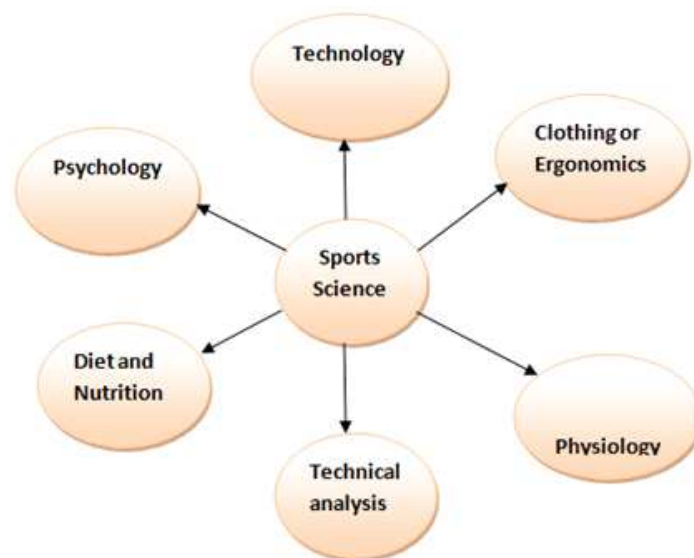 Technology
Clothing or
Ergonomics
Psychology
Sports
Science
Diet and
Nutrition
Physiology
Technical
analysis